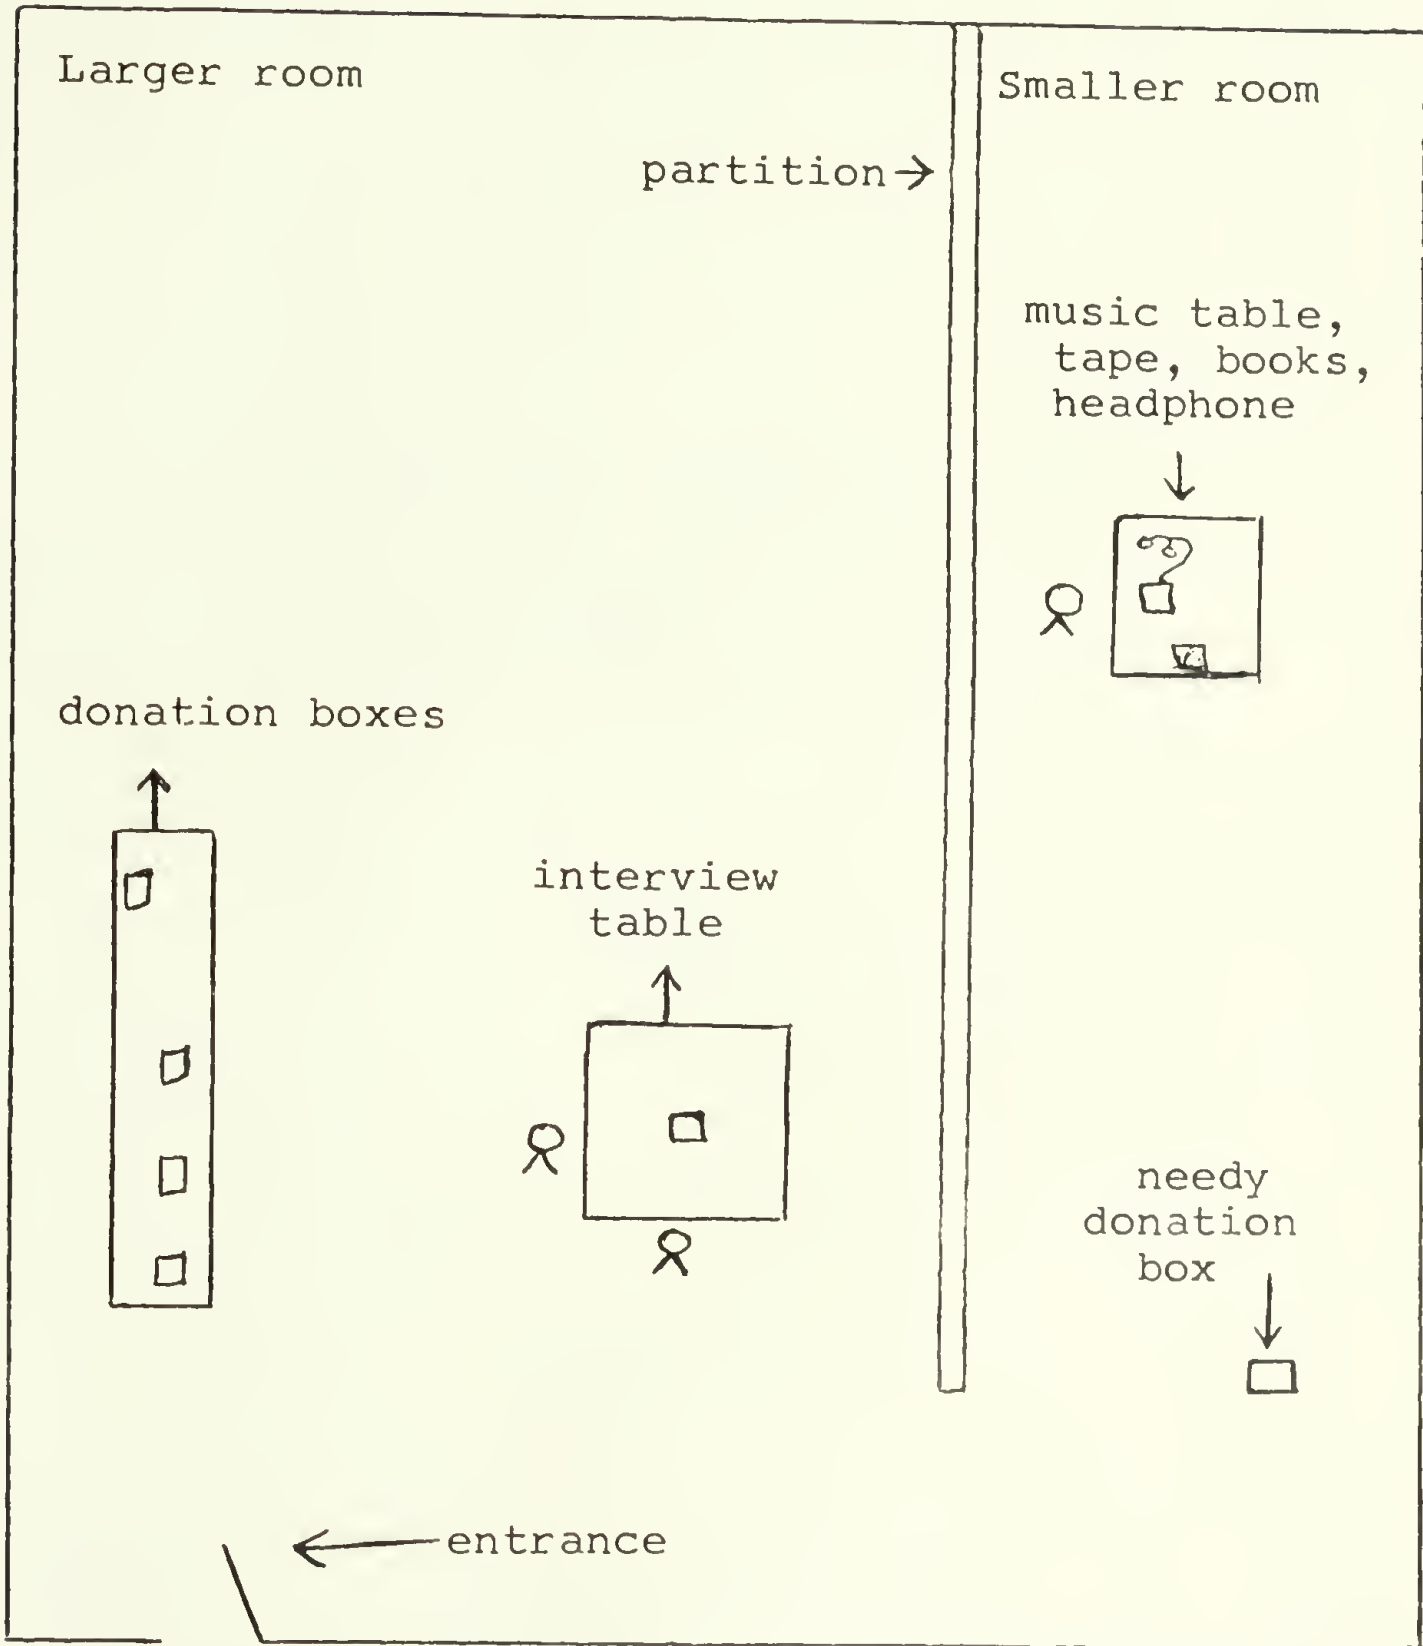 Larger room
Smaller room
partition
music table,
tape, books,
headphone
donation boxes
interview
table
needy
donation
box
entrance